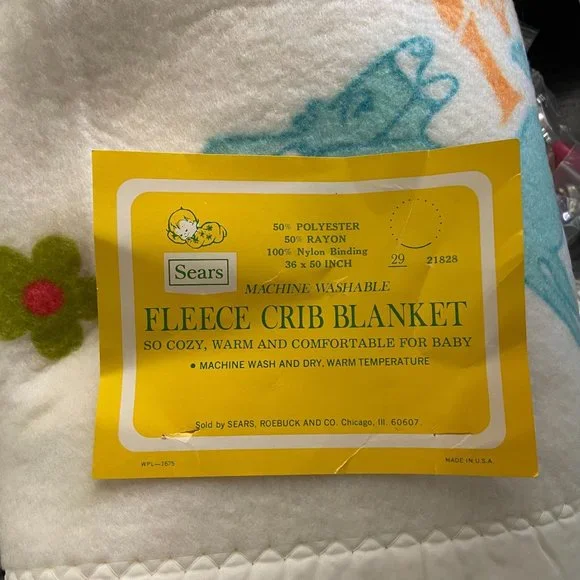 50% POLYESTER
50% RAYON
100% Nylon Binding
36 x 50 INCH
29 21828
Sears
MACHINE WASHABLE
FLEECE CRIB BLANKET
SO COZY, WARM AND COMFORTABLE FOR BABY
• MACHINE WASH AND DRY, WARM TEMPERATURE
Sold by SEARS, ROEBUCK AND CO. Chicago, Ill. 60607.
WPL—1675 MADE IN U.S.A.